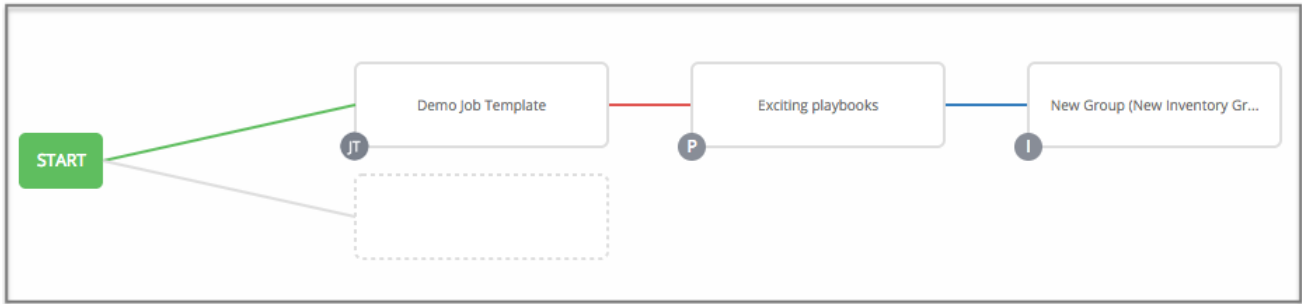 Demo Job Template
Exciting playbooks
New Group (New Inventory Gr...
JT
P
I
START